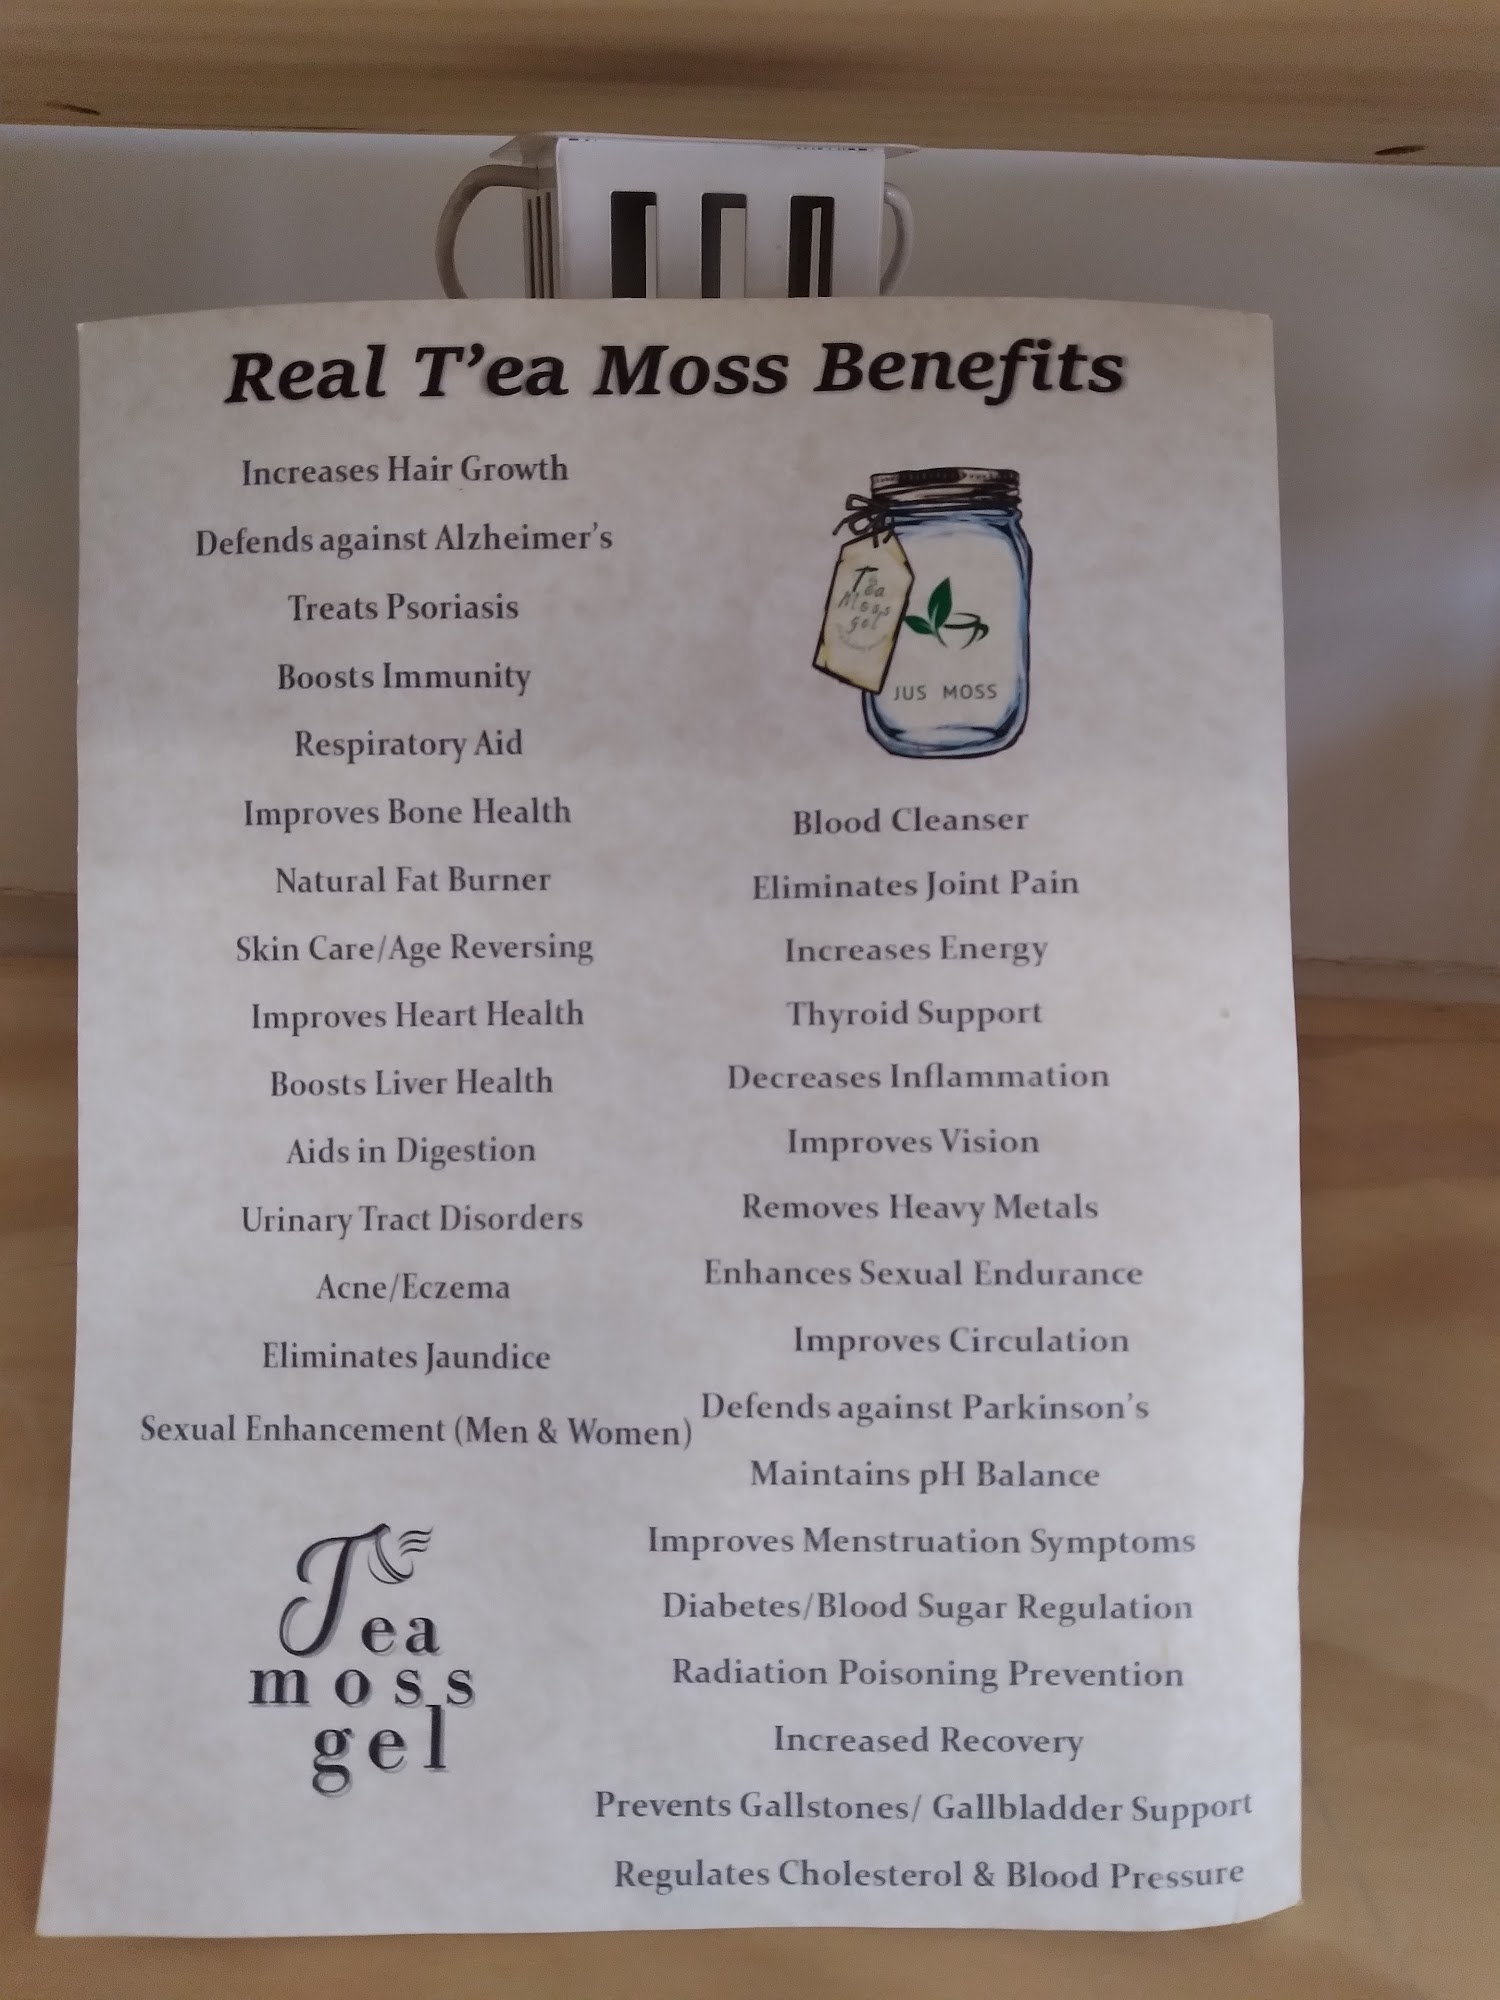 Real T'ea Moss Benefits
Increases Hair Growth
Defends against Alzheimer's
Treats Psoriasis
Boosts Immunity
Respiratory Aid
Improves Bone Health
Natural Fat Burner
Skin Care/Age Reversing
Improves Heart Health
Boosts Liver Health
Aids in Digestion
Urinary Tract Disorders
Acne/Eczema
Eliminates Jaundice
Sexual Enhancement (Men & Women)
Tea
moss
gel
Tea
Moss
gel
JUS MOSS
Blood Cleanser
Eliminates Joint Pain
Increases Energy
Thyroid Support
Decreases Inflammation
Improves Vision
Removes Heavy Metals
Enhances Sexual Endurance
Improves Circulation
Defends against Parkinson's
Maintains pH Balance
Improves Menstruation Symptoms
Diabetes/Blood Sugar Regulation
Radiation Poisoning Prevention
Increased Recovery
Prevents Gallstones/ Gallbladder Support
Regulates Cholesterol & Blood Pressure